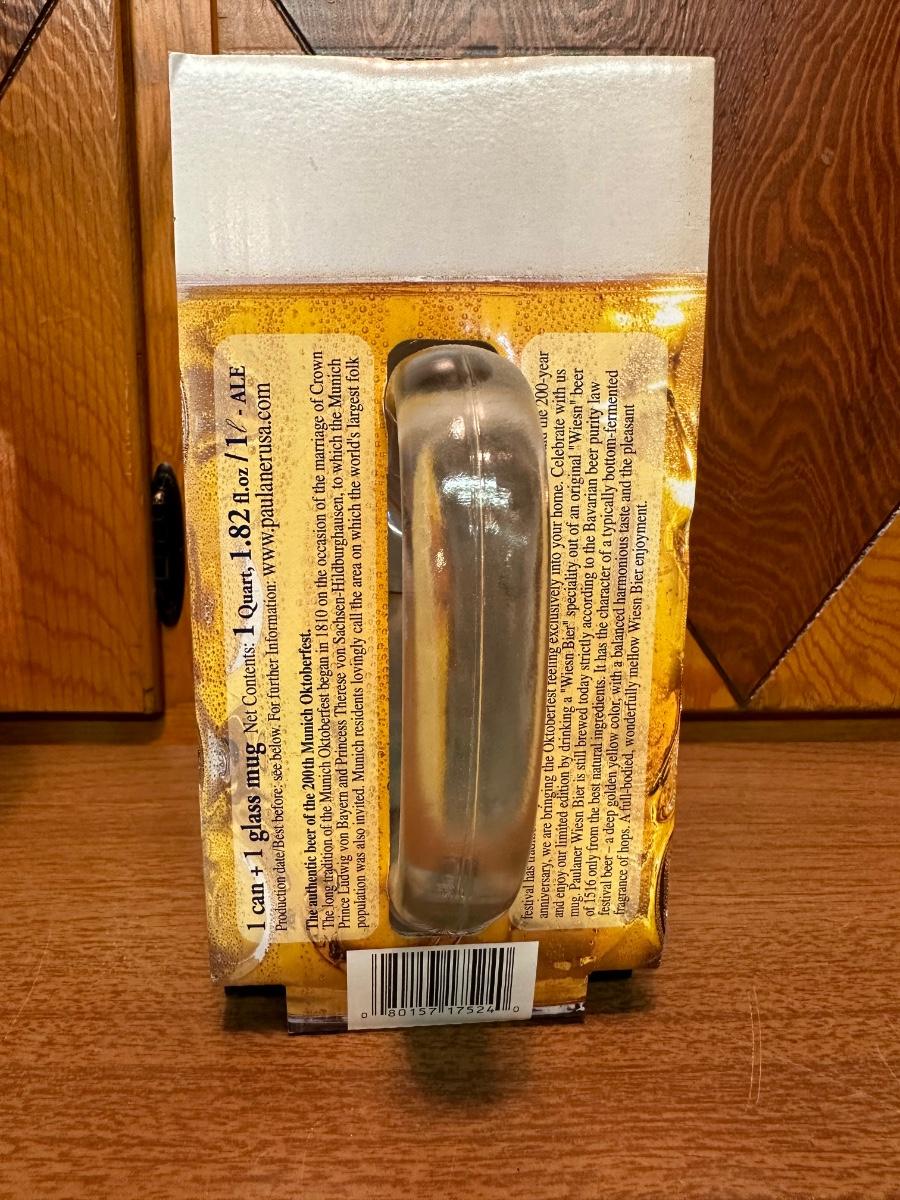 1 can + 1 glass mug Net Contents: 1 Quart, 1.82 fl.oz / 1ℓ - ALE
Production date/Best before: see below. For further Information: www.paulanerusa.com
The authentic beer of the 200th Munich Oktoberfest.
The long tradition of the Munich Oktoberfest began in 1810 on the occasion of the marriage of Crown
Prince Ludwig von Bayern and Princess Therese von Sachsen-Hildburghausen, to which the Munich
population was also invited. Munich residents lovingly call the area on which the world's largest folk
festival has the 200-year
anniversary, we are bringing the Oktoberfest feeling exclusively into your home. Celebrate with us
and enjoy our limited edition by drinking a "Wiesn Bier" speciality out of an original "Wiesn" beer
mug. Paulaner Wiesn Bier is still brewed today strictly according to the Bavarian beer purity law
of 1516 only from the best natural ingredients. It has the character of a typically bottom-fermented
festival beer – a deep golden yellow color, with a balanced harmonious taste and the pleasant
fragrance of hops. A full-bodied, wonderfully mellow Wiesn Bier enjoyment.
0 80157 17524 0